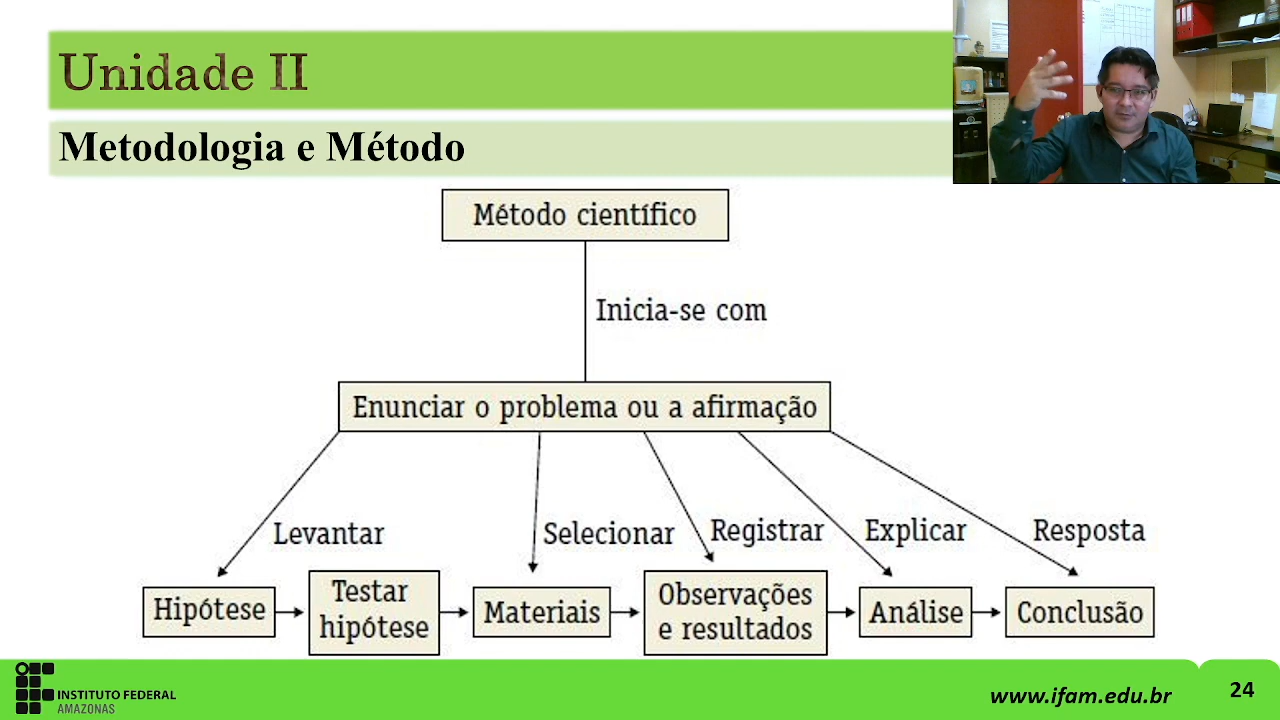 Unidade II
Metodologia e Método
Método científico
Inicia-se com
Enunciar o problema ou a afirmação
Levantar
Selecionar
Registrar
Explicar
Resposta
Hipótese
Testar
hipótese
Materiais
Observações
e resultados
Análise
Conclusão
INSTITUTO FEDERAL
AMAZONAS
www.ifam.edu.br
24